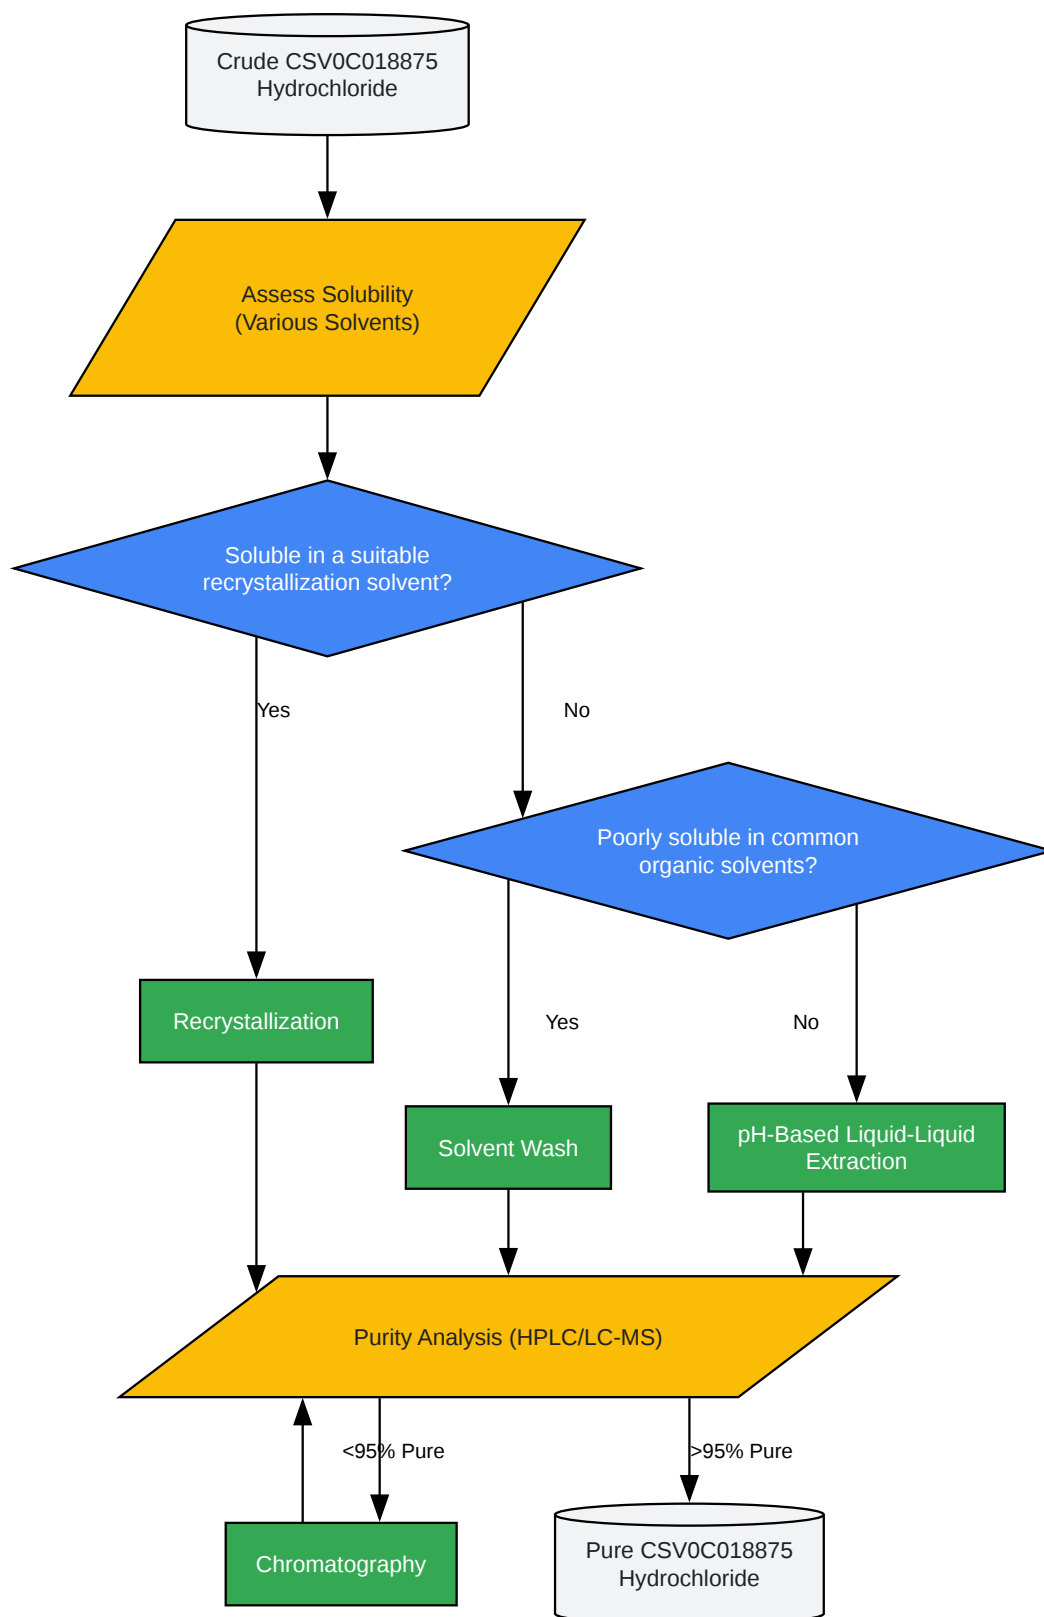 Crude CSV0C018875
Hydrochloride
Assess Solubility
(Various Solvents)
Soluble in a suitable
recrystallization solvent?
Yes
No
Poorly soluble in common
organic solvents?
Recrystallization
Yes
No
Solvent Wash
pH-Based Liquid-Liquid
Extraction
Purity Analysis (HPLC/LC-MS)
<95% Pure
>95% Pure
Chromatography
Pure CSV0C018875
Hydrochloride